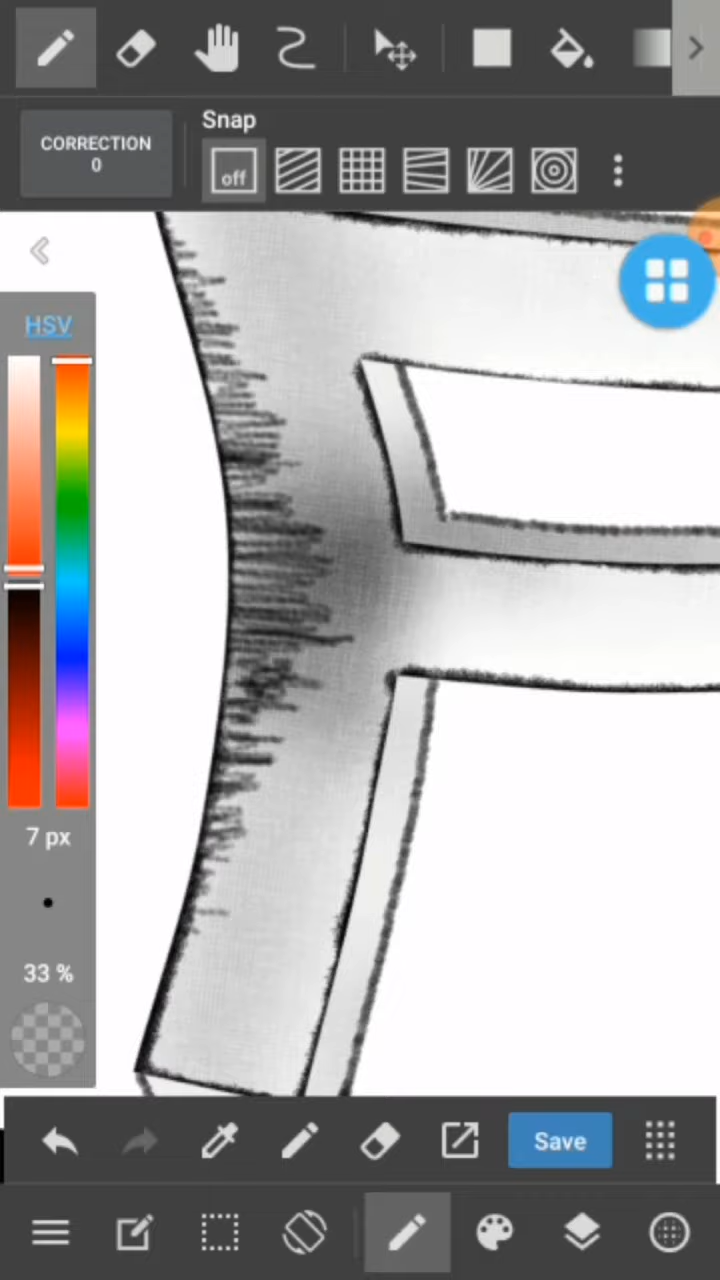 Snap
CORRECTION
0
off
HSV
7 px
33 %
Save